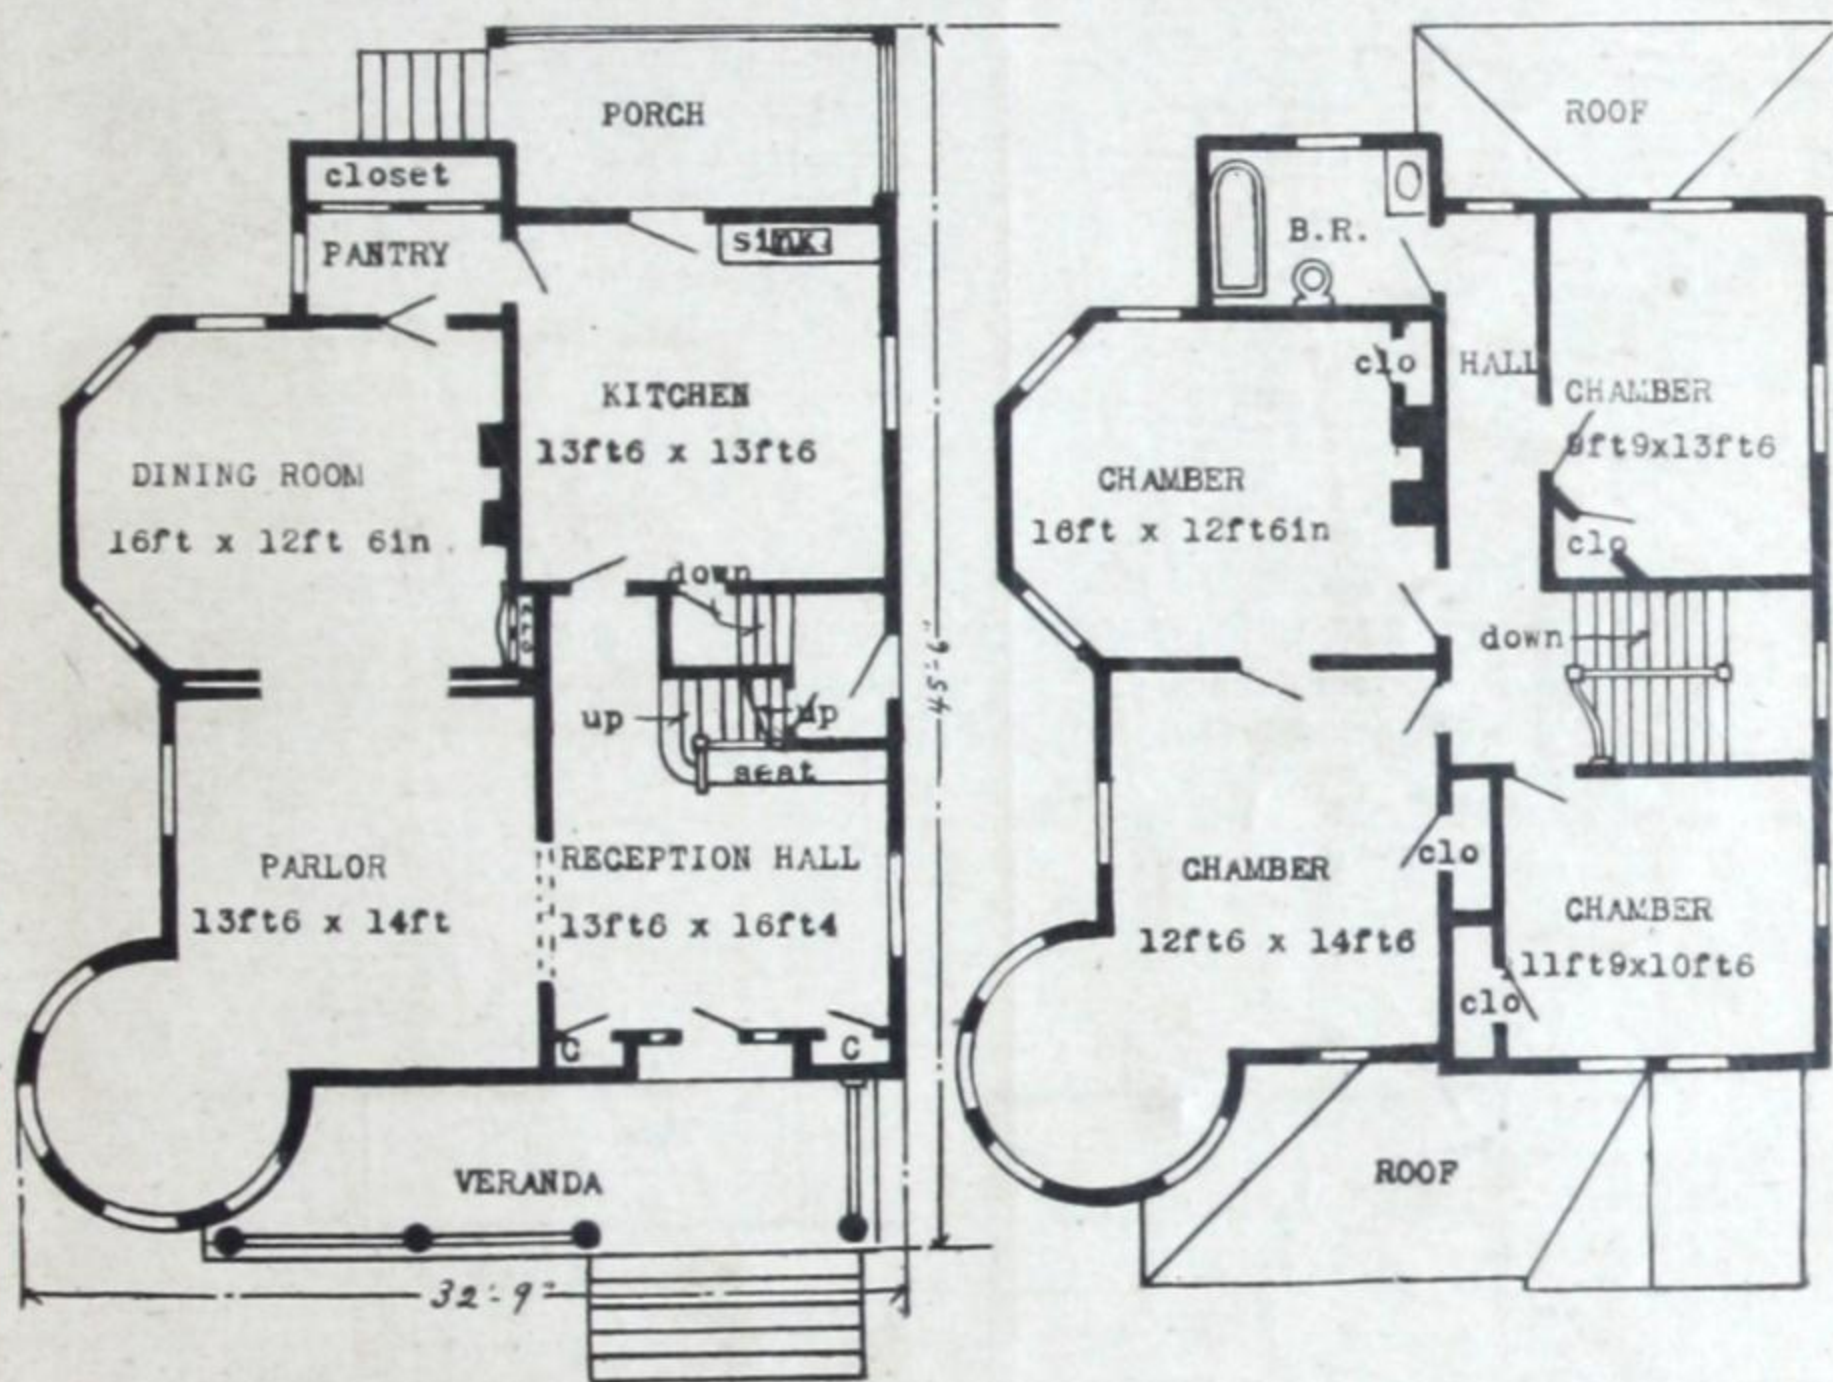 PORCH
closet
sink
PANTRY
KITCHEN
13ft6 x 13ft6
DINING ROOM
16ft x 12ft 6in
down
up
up
seat
PARLOR
13ft6 x 14ft
RECEPTION HALL
13ft6 x 16ft4
C
C
VERANDA
32'-9"
45'-6"
ROOF
B.R.
clo
HALL
CHAMBER
9ft9x13ft6
clo
CHAMBER
16ft x 12ft6in
down
CHAMBER
12ft6 x 14ft6
clo
CHAMBER
11ft9x10ft6
clo
ROOF